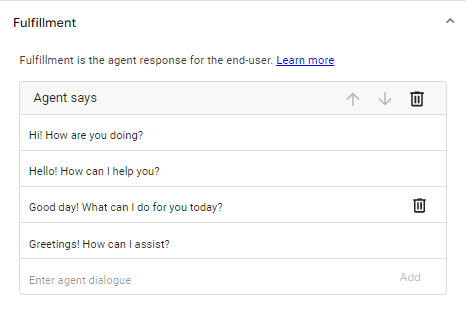 Fulfillment
Fulfillment is the agent response for the end-user. Learn more
Agent says
Hi! How are you doing?
Hello! How can I help you?
Good day! What can I do for you today?
Greetings! How can I assist?
Enter agent dialogue Add